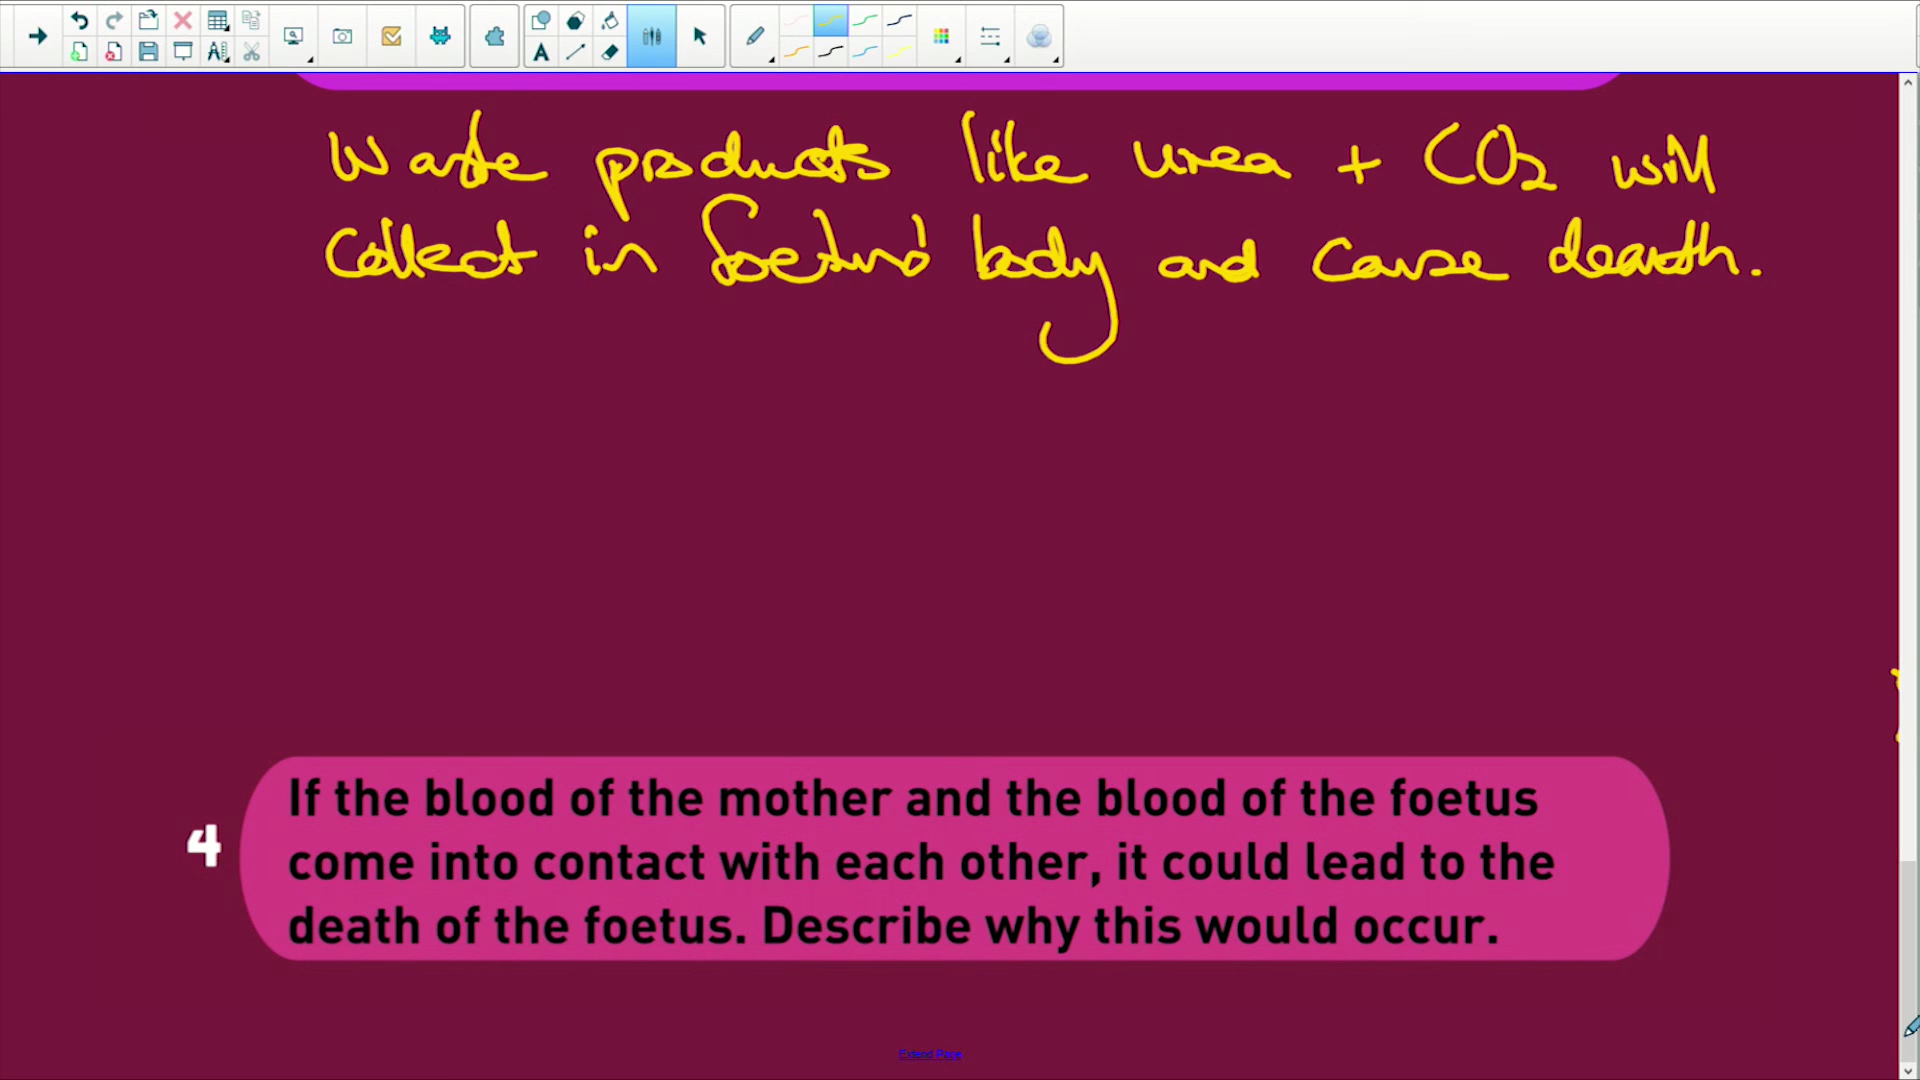 Waste products like urea + CO2 will
collect in foetus' body and cause death.
4
If the blood of the mother and the blood of the foetus
come into contact with each other, it could lead to the
death of the foetus. Describe why this would occur.
Extend Page